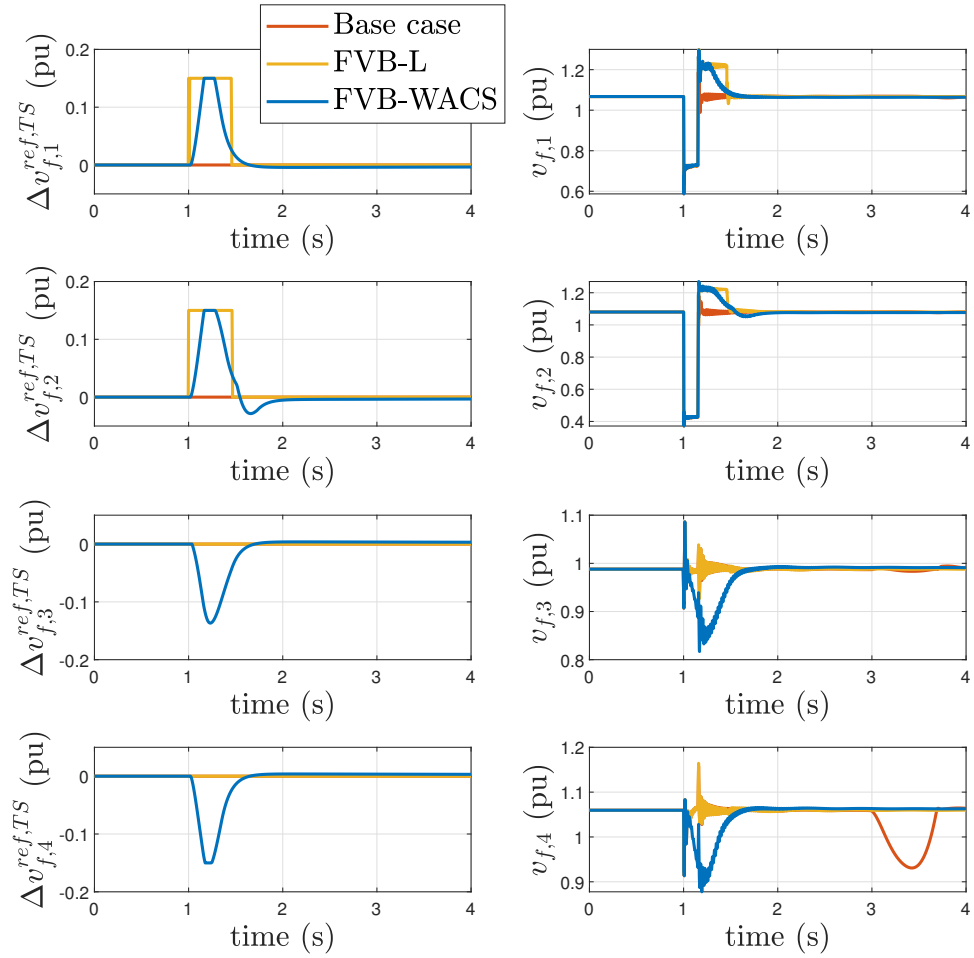 Base case
FVB-L
FVB-WACS
0.2
0.1
0
0 1 2 3 4
time (s)
Δv_{f,1}^{ref,TS} (pu)
1.2
1
0.8
0.6
0 1 2 3 4
time (s)
v_{f,1} (pu)
0.2
0.1
0
0 1 2 3 4
time (s)
Δv_{f,2}^{ref,TS} (pu)
1.2
1
0.8
0.6
0.4
0 1 2 3 4
time (s)
v_{f,2} (pu)
0
-0.1
-0.2
0 1 2 3 4
time (s)
Δv_{f,3}^{ref,TS} (pu)
1.1
1
0.9
0.8
0 1 2 3 4
time (s)
v_{f,3} (pu)
0
-0.1
-0.2
0 1 2 3 4
time (s)
Δv_{f,4}^{ref,TS} (pu)
1.2
1.1
1
0.9
0 1 2 3 4
time (s)
v_{f,4} (pu)